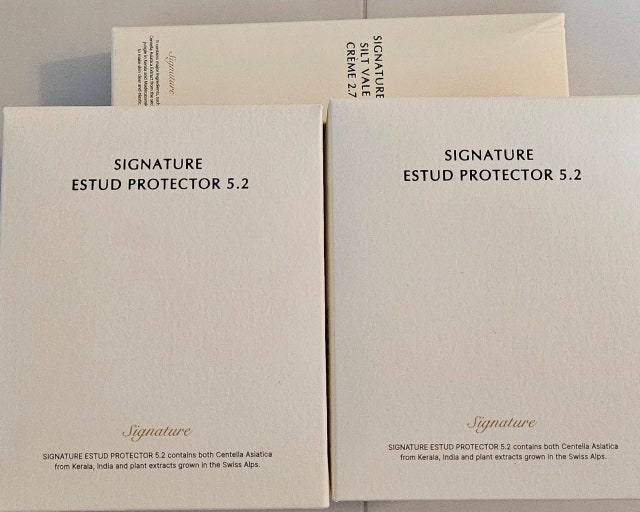 SIGNATURE
SILT VALE
CRÈME 2.7
Signature
SIGNATURE
ESTUD PROTECTOR 5.2
Signature
SIGNATURE ESTUD PROTECTOR 5.2 contains both Centella Asiatica
from Kerala, India and plant extracts grown in the Swiss Alps.
SIGNATURE
ESTUD PROTECTOR 5.2
Signature
SIGNATURE ESTUD PROTECTOR 5.2 contains both Centella Asiatica
from Kerala, India and plant extracts grown in the Swiss Alps.